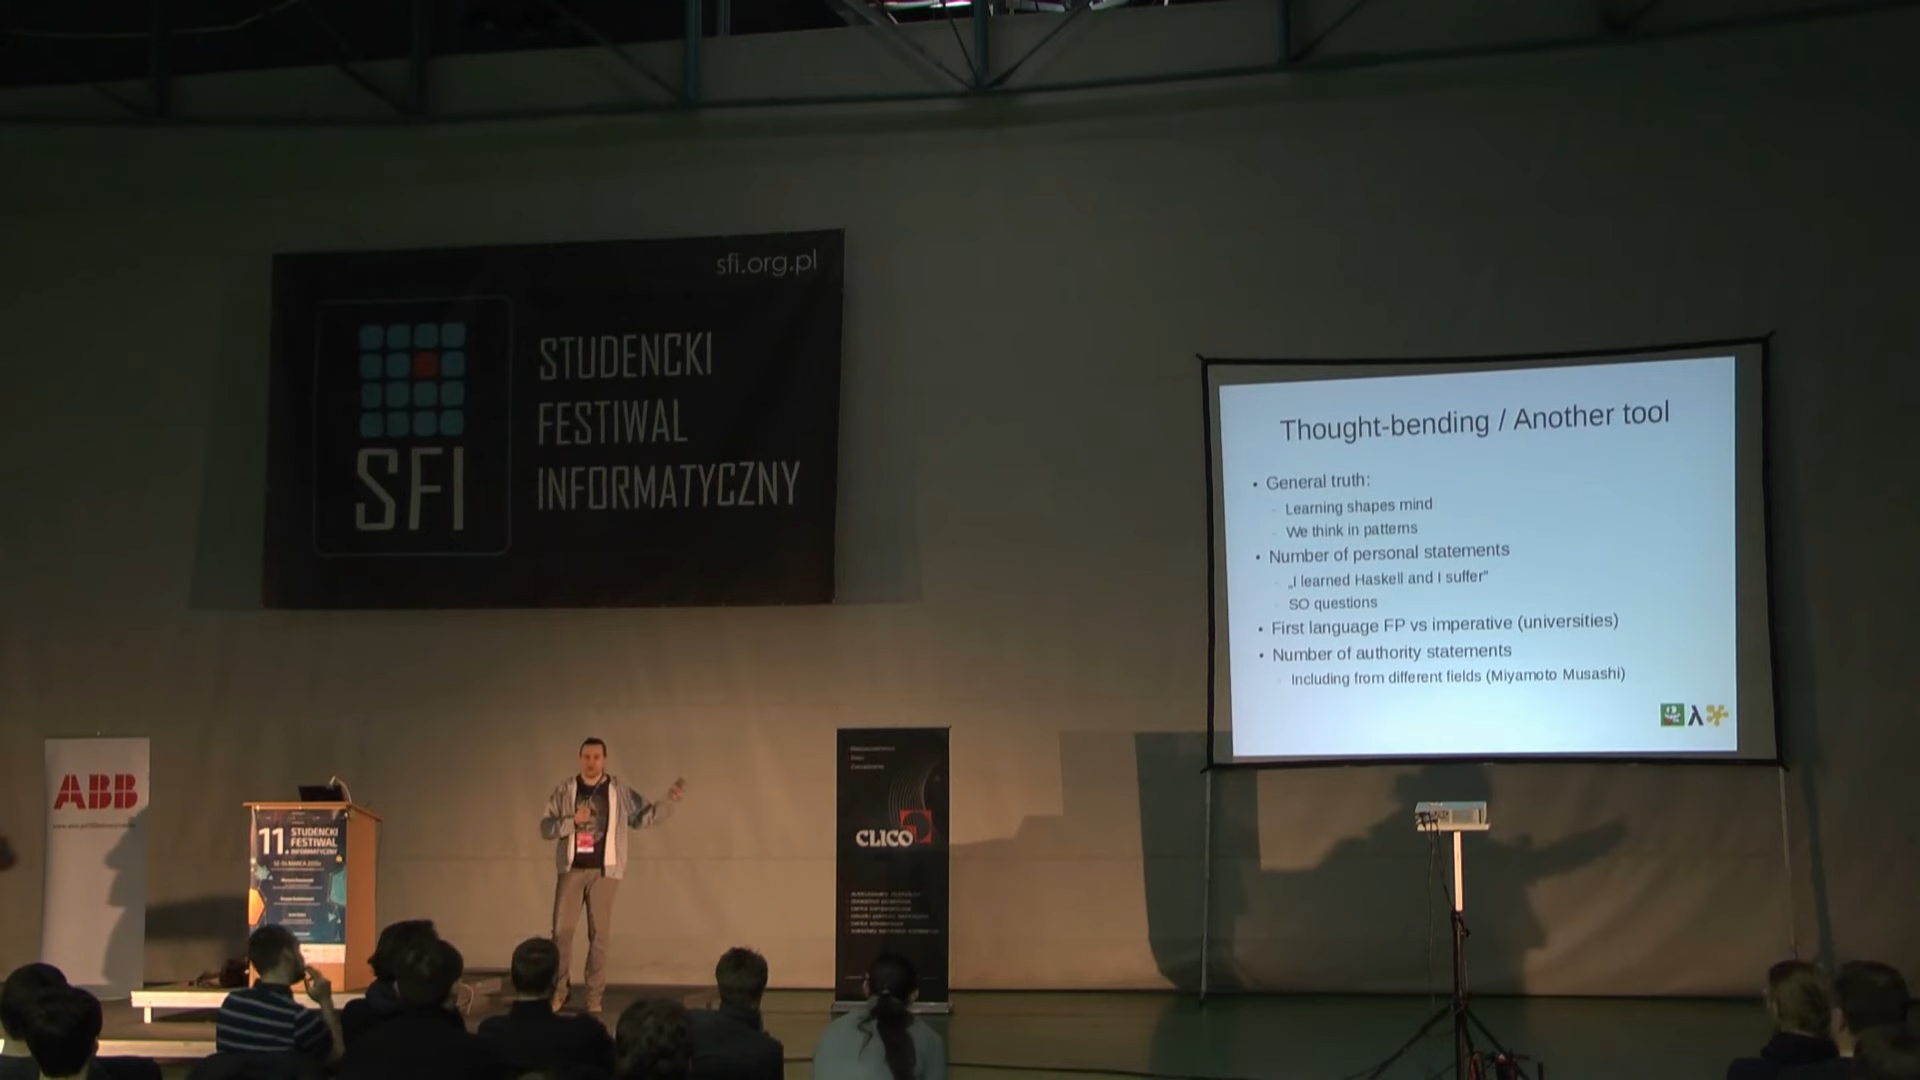 sfi.org.pl
SFI
STUDENCKI
FESTIWAL
INFORMATYCZNY
Thought-bending / Another tool
• General truth:
- Learning shapes mind
- We think in patterns
• Number of personal statements
- „I learned Haskell and I suffer”
- SO questions
• First language FP vs imperative (universities)
• Number of authority statements
- Including from different fields (Miyamoto Musashi)
λ
ABB
11.
STUDENCKI
FESTIWAL
INFORMATYCZNY
CLICO